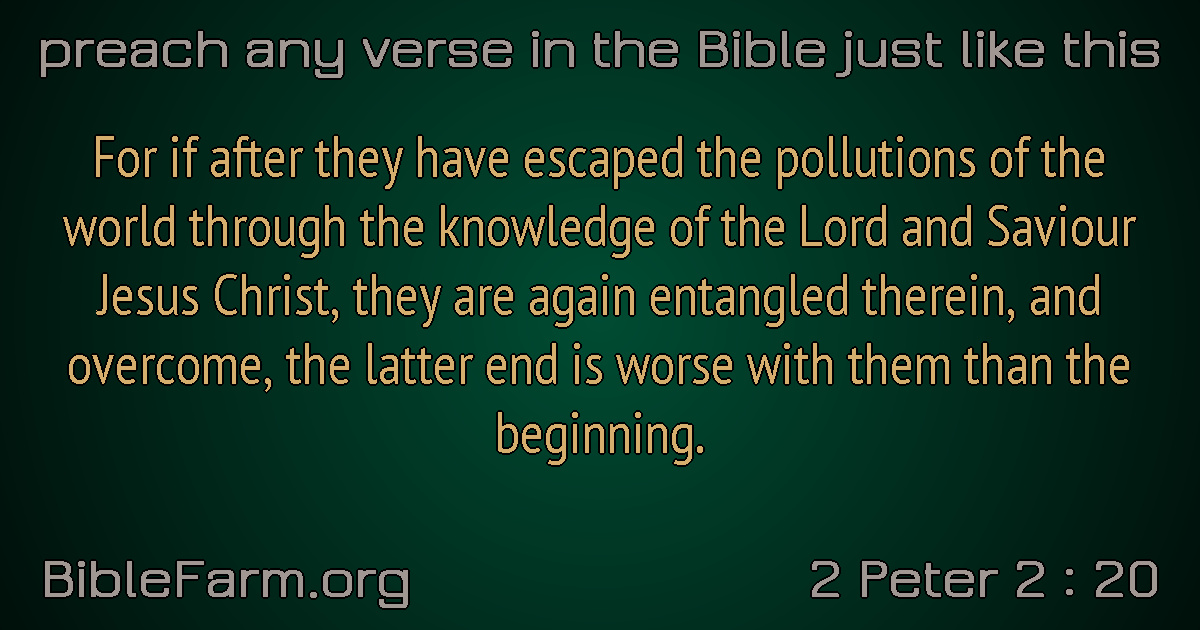 preach any verse in the Bible just like this
For if after they have escaped the pollutions of the
world through the knowledge of the Lord and Saviour
Jesus Christ, they are again entangled therein, and
overcome, the latter end is worse with them than the
beginning.
BibleFarm.org
2 Peter 2 : 20